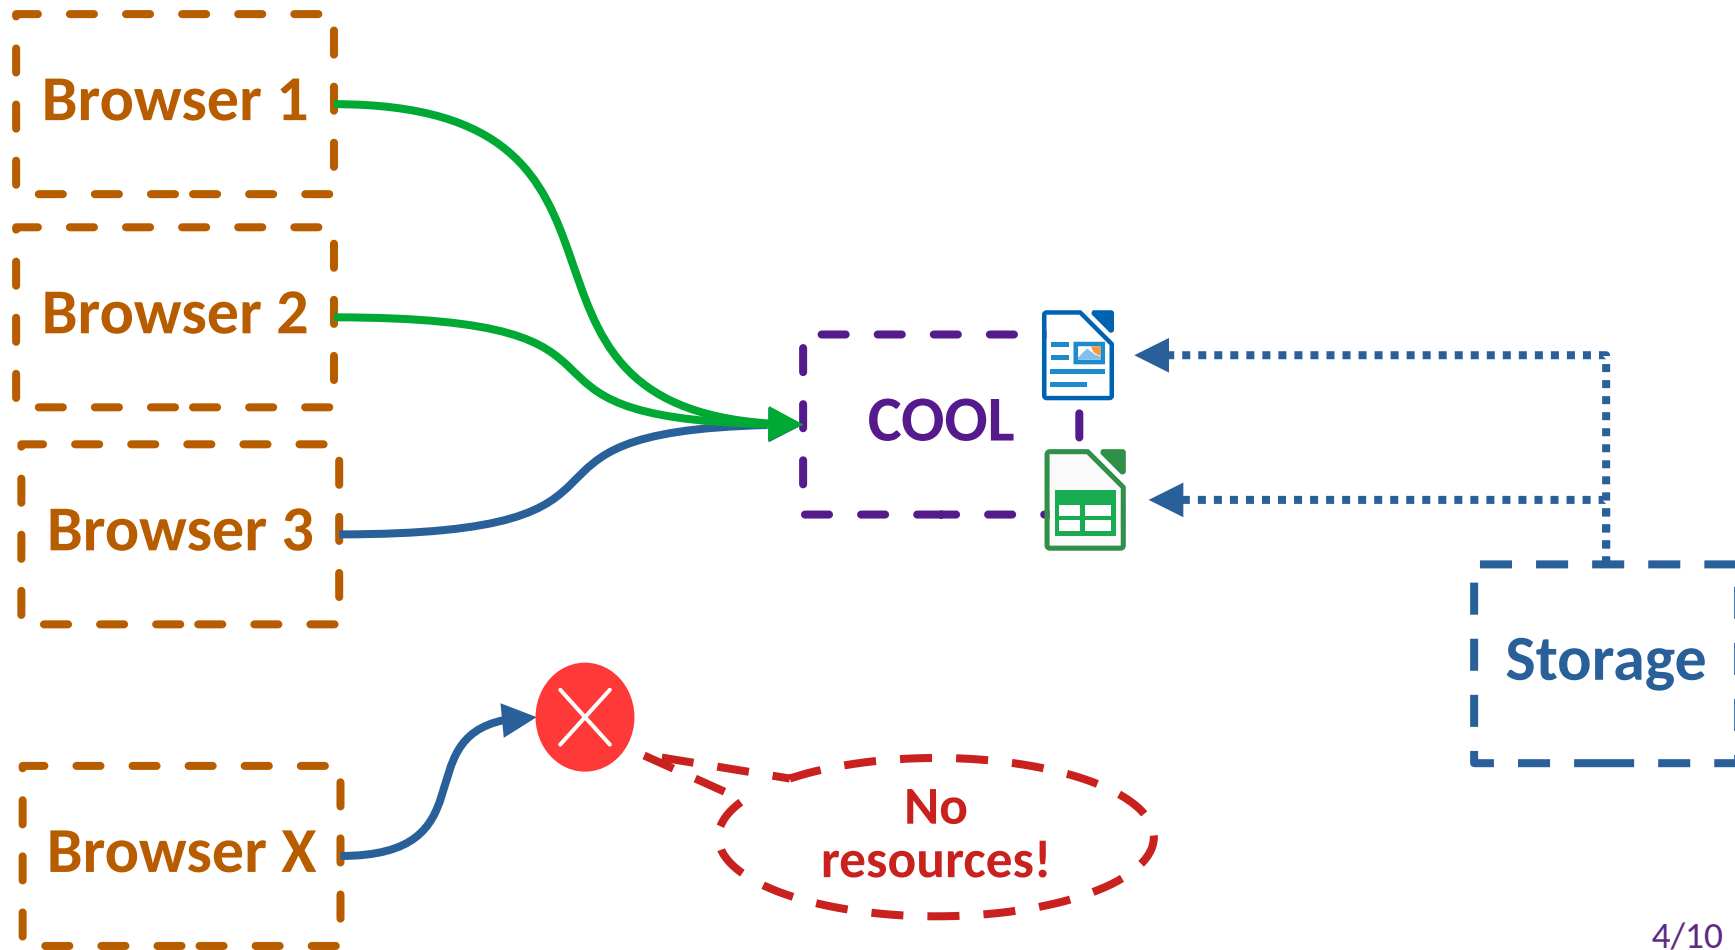 Browser 1
Browser 2
COOL
Browser 3
Storage
No
resources!
Browser X
4/10